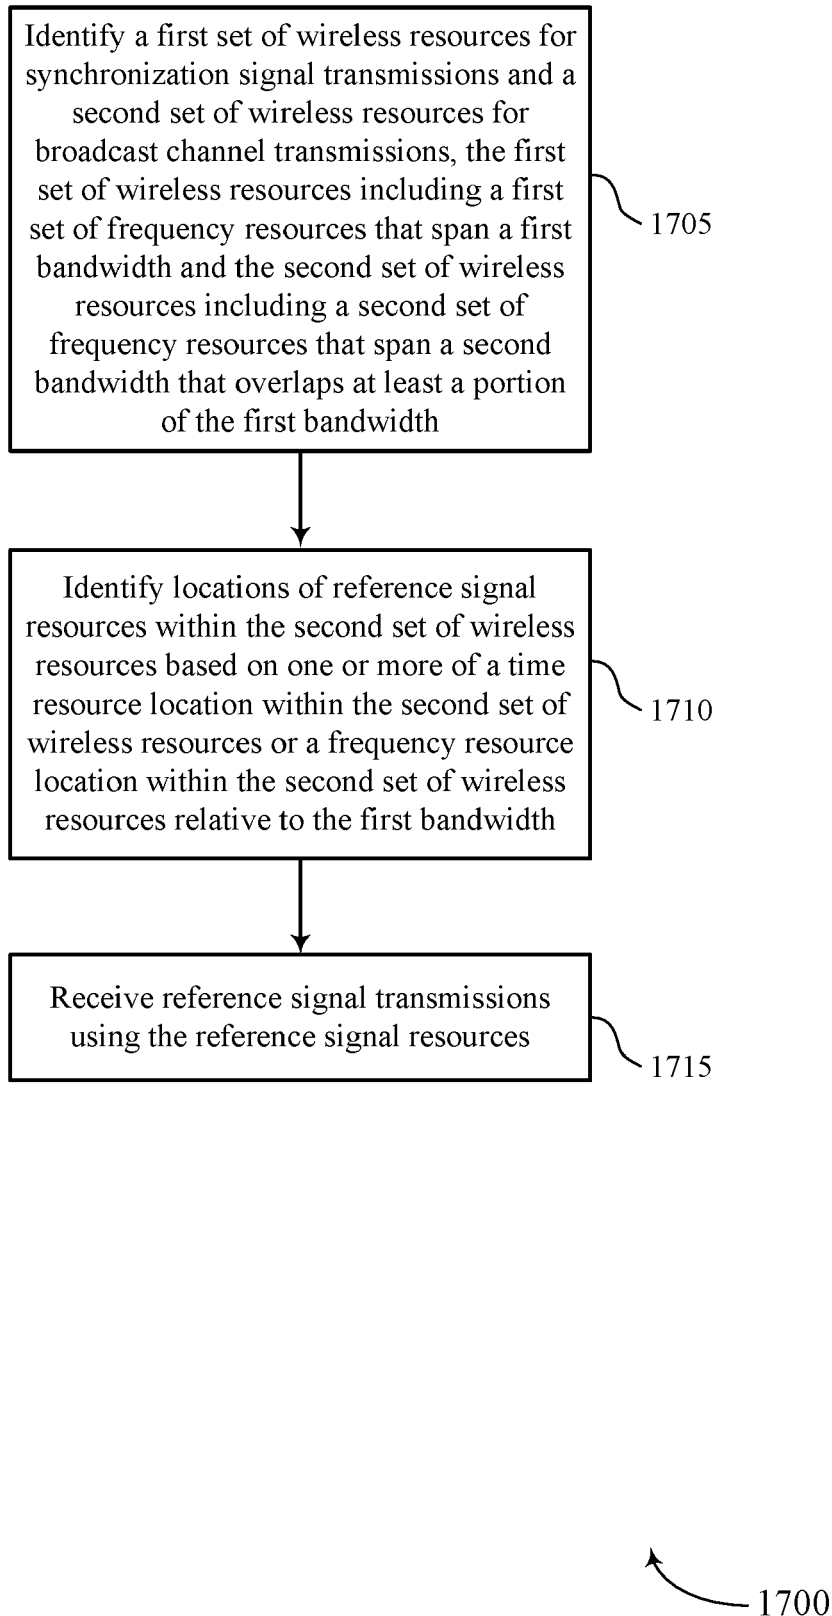 Identify a first set of wireless resources for
synchronization signal transmissions and a
second set of wireless resources for
broadcast channel transmissions, the first
set of wireless resources including a first
set of frequency resources that span a first
bandwidth and the second set of wireless
resources including a second set of
frequency resources that span a second
bandwidth that overlaps at least a portion
of the first bandwidth
1705
Identify locations of reference signal
resources within the second set of wireless
resources based on one or more of a time
resource location within the second set of
wireless resources or a frequency resource
location within the second set of wireless
resources relative to the first bandwidth
1710
Receive reference signal transmissions
using the reference signal resources
1715
1700